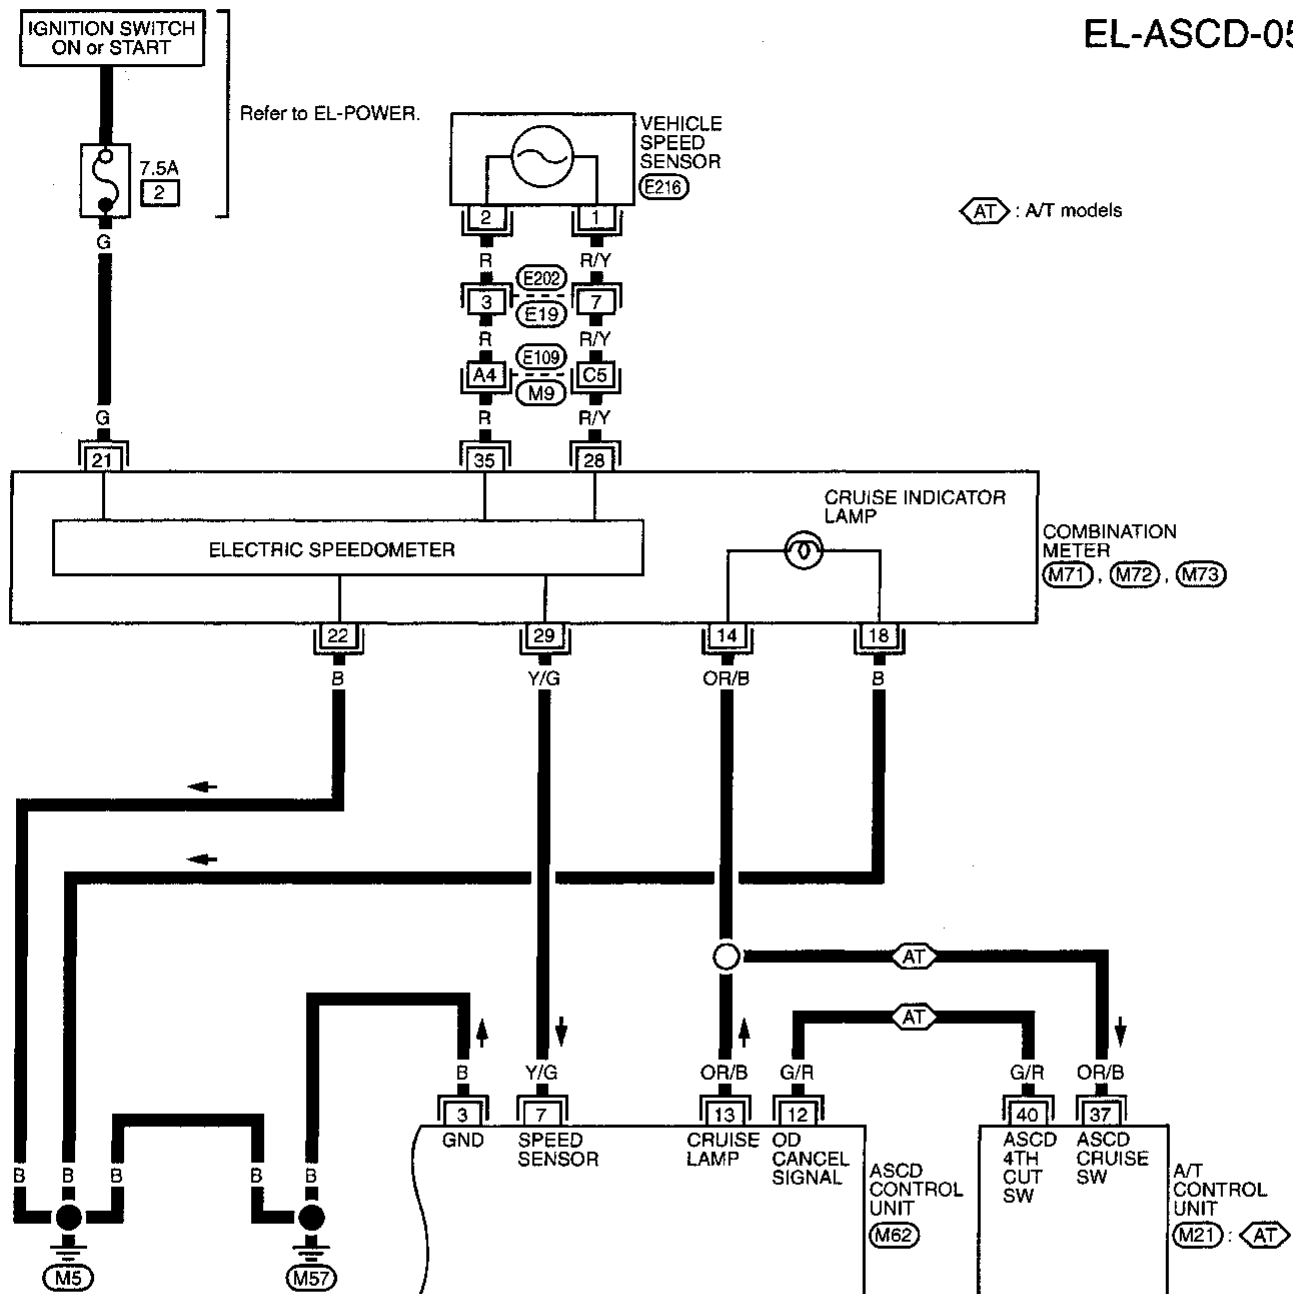 IGNITION SWITCH
ON or START
EL-ASCD-05
Refer to EL-POWER.
7.5A
2
VEHICLE
SPEED
SENSOR
E216
AT : A/T models
2 1
G
R R/Y
E202
3 7
E19
R R/Y
E109
A4 C5
M9
G
R R/Y
21 35 28
CRUISE INDICATOR
LAMP
ELECTRIC SPEEDOMETER
COMBINATION
METER
M71 , M72 , M73
22 29 14 18
B Y/G OR/B B
AT
AT
B Y/G OR/B G/R G/R OR/B
3 7 13 12 40 37
GND
SPEED
SENSOR
CRUISE
LAMP
OD
CANCEL
SIGNAL
ASCD
4TH
CUT
SW
ASCD
CRUISE
SW
ASCD
CONTROL
UNIT
M62
A/T
CONTROL
UNIT
M21 : AT
B B B B B
M5 M57